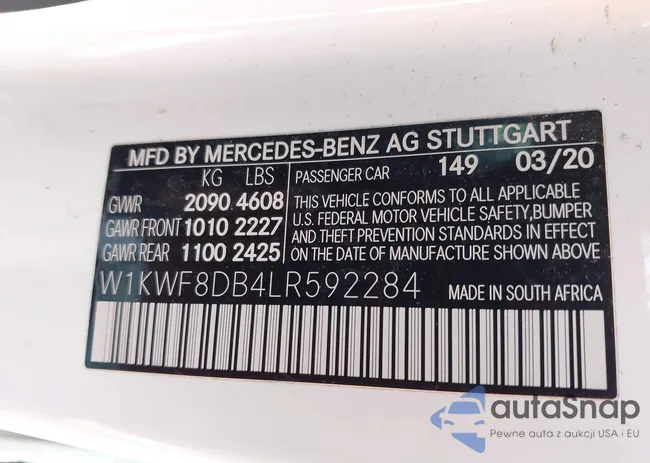 MFD BY MERCEDES-BENZ AG STUTTGART
KG LBS
GVWR 2090 4608
GAWR FRONT 1010 2227
GAWR REAR 1100 2425
PASSENGER CAR 149 03/20
THIS VEHICLE CONFORMS TO ALL APPLICABLE
U.S. FEDERAL MOTOR VEHICLE SAFETY,BUMPER
AND THEFT PREVENTION STANDARDS IN EFFECT
ON THE DATE OF MANUFACTURE SHOWN ABOVE
W1KWF8DB4LR592284
MADE IN SOUTH AFRICA
autaSnap
Pewne auta z aukcji USA i EU